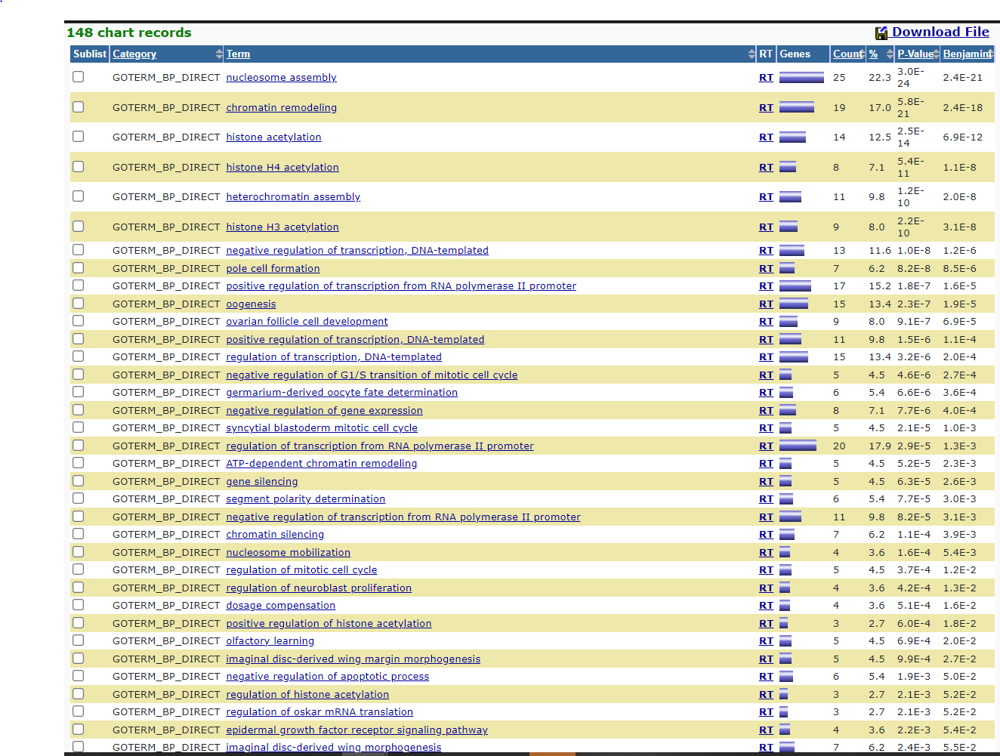 148 chart records Download File
Sublist Category Term RT Genes Count % P-Value Benjamini
GOTERM_BP_DIRECT nucleosome assembly RT 25 22.3 3.0E-24 2.4E-21
GOTERM_BP_DIRECT chromatin remodeling RT 19 17.0 5.8E-21 2.4E-18
GOTERM_BP_DIRECT histone acetylation RT 14 12.5 2.5E-14 6.9E-12
GOTERM_BP_DIRECT histone H4 acetylation RT 8 7.1 5.4E-11 1.1E-8
GOTERM_BP_DIRECT heterochromatin assembly RT 11 9.8 1.2E-10 2.0E-8
GOTERM_BP_DIRECT histone H3 acetylation RT 9 8.0 2.2E-10 3.1E-8
GOTERM_BP_DIRECT negative regulation of transcription, DNA-templated RT 13 11.6 1.0E-8 1.2E-6
GOTERM_BP_DIRECT pole cell formation RT 7 6.2 8.2E-8 8.5E-6
GOTERM_BP_DIRECT positive regulation of transcription from RNA polymerase II promoter RT 17 15.2 1.8E-7 1.6E-5
GOTERM_BP_DIRECT oogenesis RT 15 13.4 2.3E-7 1.9E-5
GOTERM_BP_DIRECT ovarian follicle cell development RT 9 8.0 9.1E-7 6.9E-5
GOTERM_BP_DIRECT positive regulation of transcription, DNA-templated RT 11 9.8 1.5E-6 1.1E-4
GOTERM_BP_DIRECT regulation of transcription, DNA-templated RT 15 13.4 3.2E-6 2.0E-4
GOTERM_BP_DIRECT negative regulation of G1/S transition of mitotic cell cycle RT 5 4.5 4.6E-6 2.7E-4
GOTERM_BP_DIRECT germarium-derived oocyte fate determination RT 6 5.4 6.6E-6 3.6E-4
GOTERM_BP_DIRECT negative regulation of gene expression RT 8 7.1 7.7E-6 4.0E-4
GOTERM_BP_DIRECT syncytial blastoderm mitotic cell cycle RT 5 4.5 2.1E-5 1.0E-3
GOTERM_BP_DIRECT regulation of transcription from RNA polymerase II promoter RT 20 17.9 2.9E-5 1.3E-3
GOTERM_BP_DIRECT ATP-dependent chromatin remodeling RT 5 4.5 5.2E-5 2.3E-3
GOTERM_BP_DIRECT gene silencing RT 5 4.5 6.3E-5 2.6E-3
GOTERM_BP_DIRECT segment polarity determination RT 6 5.4 7.7E-5 3.0E-3
GOTERM_BP_DIRECT negative regulation of transcription from RNA polymerase II promoter RT 11 9.8 8.2E-5 3.1E-3
GOTERM_BP_DIRECT chromatin silencing RT 7 6.2 1.1E-4 3.9E-3
GOTERM_BP_DIRECT nucleosome mobilization RT 4 3.6 1.6E-4 5.4E-3
GOTERM_BP_DIRECT regulation of mitotic cell cycle RT 5 4.5 3.7E-4 1.2E-2
GOTERM_BP_DIRECT regulation of neuroblast proliferation RT 4 3.6 4.2E-4 1.3E-2
GOTERM_BP_DIRECT dosage compensation RT 4 3.6 5.1E-4 1.6E-2
GOTERM_BP_DIRECT positive regulation of histone acetylation RT 3 2.7 6.0E-4 1.8E-2
GOTERM_BP_DIRECT olfactory learning RT 5 4.5 6.9E-4 2.0E-2
GOTERM_BP_DIRECT imaginal disc-derived wing margin morphogenesis RT 5 4.5 9.9E-4 2.7E-2
GOTERM_BP_DIRECT negative regulation of apoptotic process RT 6 5.4 1.9E-3 5.0E-2
GOTERM_BP_DIRECT regulation of histone acetylation RT 3 2.7 2.1E-3 5.2E-2
GOTERM_BP_DIRECT regulation of oskar mRNA translation RT 3 2.7 2.1E-3 5.2E-2
GOTERM_BP_DIRECT epidermal growth factor receptor signaling pathway RT 4 3.6 2.2E-3 5.4E-2
GOTERM_BP_DIRECT imaginal disc-derived wing morphogenesis RT 7 6.2 2.4E-3 5.5E-2